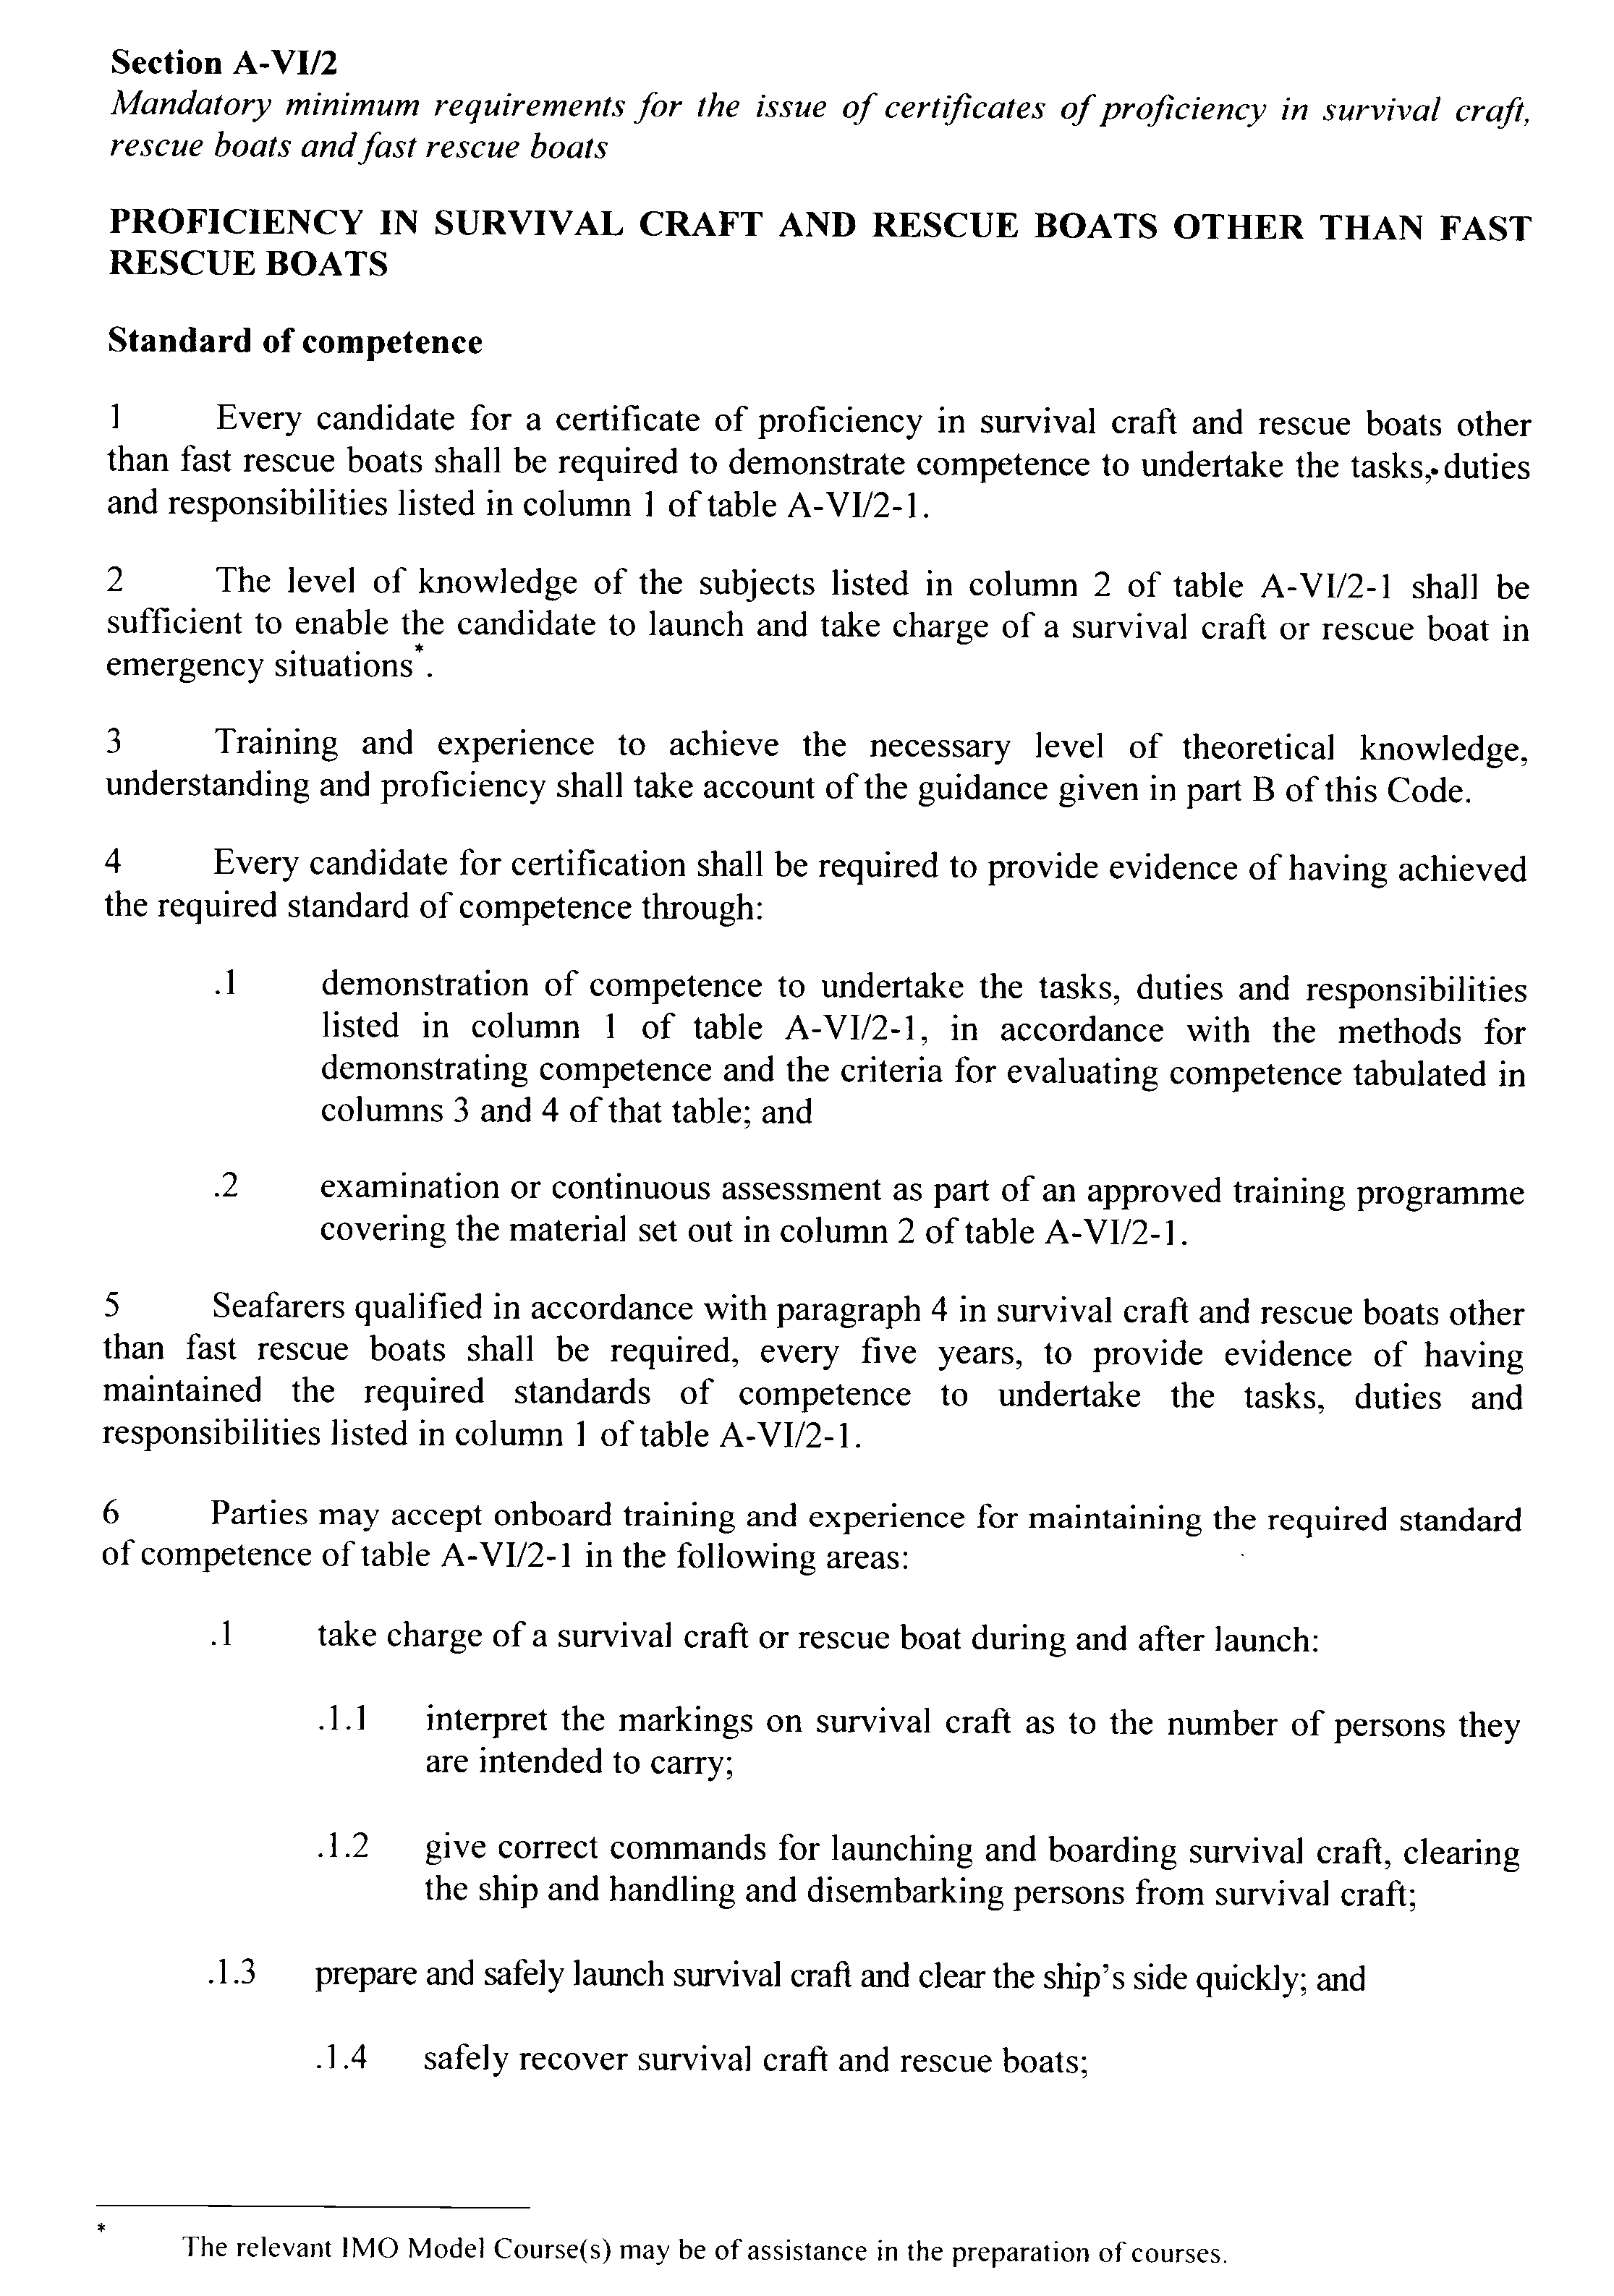 Section A-VI/2
Mandatory minimum requirements for the issue of certificates of proficiency in survival craft,
rescue boats and fast rescue boats
PROFICIENCY IN SURVIVAL CRAFT AND RESCUE BOATS OTHER THAN FAST
RESCUE BOATS
Standard of competence
1 Every candidate for a certificate of proficiency in survival craft and rescue boats other
than fast rescue boats shall be required to demonstrate competence to undertake the tasks, duties
and responsibilities listed in column 1 of table A-VI/2-1.
2 The level of knowledge of the subjects listed in column 2 of table A-VI/2-1 shall be
sufficient to enable the candidate to launch and take charge of a survival craft or rescue boat in
emergency situations*.
3 Training and experience to achieve the necessary level of theoretical knowledge,
understanding and proficiency shall take account of the guidance given in part B of this Code.
4 Every candidate for certification shall be required to provide evidence of having achieved
the required standard of competence through:
.1 demonstration of competence to undertake the tasks, duties and responsibilities
listed in column 1 of table A-VI/2-1, in accordance with the methods for
demonstrating competence and the criteria for evaluating competence tabulated in
columns 3 and 4 of that table; and
.2 examination or continuous assessment as part of an approved training programme
covering the material set out in column 2 of table A-VI/2-1.
5 Seafarers qualified in accordance with paragraph 4 in survival craft and rescue boats other
than fast rescue boats shall be required, every five years, to provide evidence of having
maintained the required standards of competence to undertake the tasks, duties and
responsibilities listed in column 1 of table A-VI/2-1.
6 Parties may accept onboard training and experience for maintaining the required standard
of competence of table A-VI/2-1 in the following areas:
.1 take charge of a survival craft or rescue boat during and after launch:
.1.1 interpret the markings on survival craft as to the number of persons they
are intended to carry;
.1.2 give correct commands for launching and boarding survival craft, clearing
the ship and handling and disembarking persons from survival craft;
.1.3 prepare and safely launch survival craft and clear the ship's side quickly; and
.1.4 safely recover survival craft and rescue boats;
* The relevant IMO Model Course(s) may be of assistance in the preparation of courses.